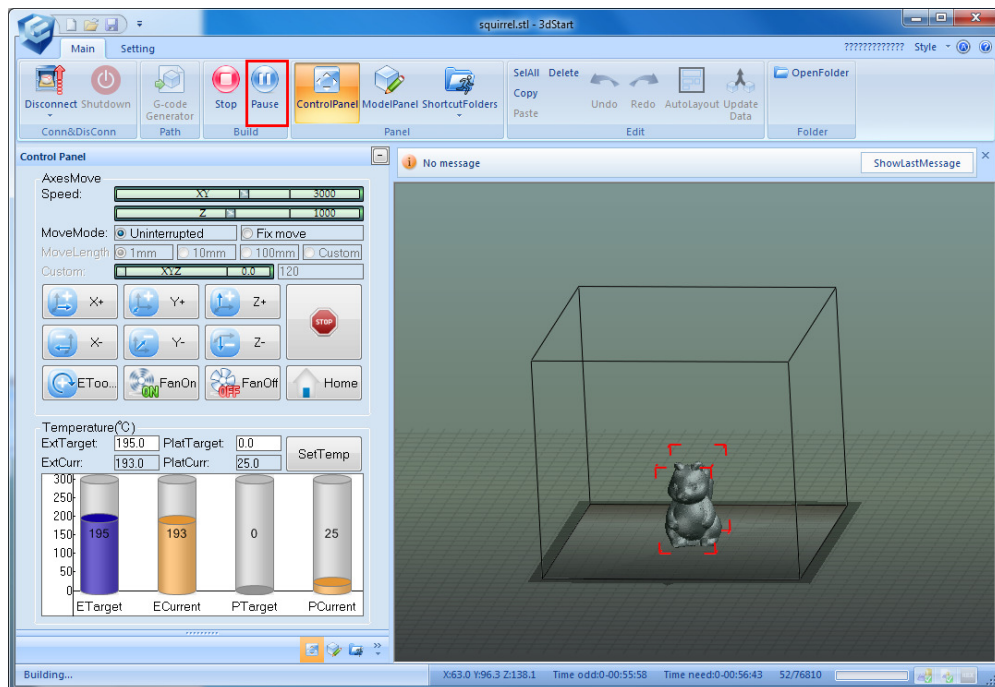 squirrel.stl - 3dStart
Main Setting ????????????? Style
Disconnect Shutdown G-code Generator Stop Pause ControlPanel ModelPanel ShortcutFolders SelAll Delete Copy Paste Undo Redo AutoLayout Update Data OpenFolder
Conn&DisConn Path Build Panel Edit Folder
Control Panel
No message ShowLastMessage
AxesMove
Speed: XY 3000
Z 1000
MoveMode: Uninterrupted Fix move
MoveLength 1mm 10mm 100mm Custom
Custom: XYZ 0.0 120
X+ Y+ Z+
STOP
X- Y- Z-
EToo... ON FanOn OFF FanOff Home
Temperature(℃)
ExtTarget: 195.0 PlatTarget: 0.0
SetTemp
ExtCurr: 193.0 PlatCurr: 25.0
300
250
200
150
100
50
0
195 193 0 25
ETarget ECurrent PTarget PCurrent
Building... X:63.0 Y:96.3 Z:138.1 Time odd:0-00:55:58 Time need:0-00:56:43 52/76810